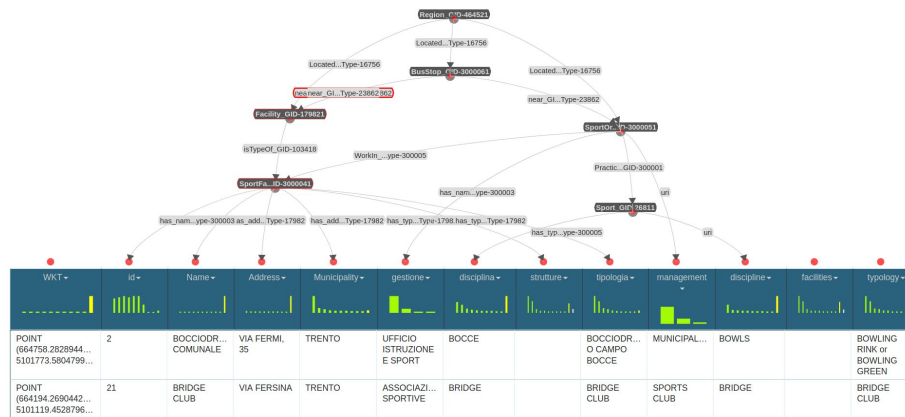 Region_GID-464521
Located...Type-16756
Located...Type-16756
Located...Type-16756
BusStop_GID-3000061
near_GI...Type-23862
near_GI...Type-23862
Facility_GID-179821
SportOr...ID-3000051
isTypeOf_GID-103418
WorkIn_...ype-300005
Practic...GID-300001
SportFa...ID-3000041
has_nam...ype-300003
uri
Sport_GID-26811
has_nam...ype-300003
as_add...Type-17982
has_add...Type-17982
has_typ...Type-1798
has_typ...Type-17982
has_typ...ype-300005
uri
WKT id Name Address Municipality gestione disciplina strutture tipologia management discipline facilities typology
POINT 2 BOCCIODR... VIA FERMI, TRENTO UFFICIO BOCCE BOCCIODR... MUNICIPAL... BOWLS BOWLING
(664758.2828944... COMUNALE 35 ISTRUZIONE O CAMPO RINK or
5101773.5804799... E SPORT BOCCE BOWLING
GREEN
POINT 21 BRIDGE VIA FERSINA TRENTO ASSOCIAZI... BRIDGE BRIDGE SPORTS BRIDGE BRIDGE
(664194.2690442... CLUB SPORTIVE CLUB CLUB CLUB
5101119.4528796...